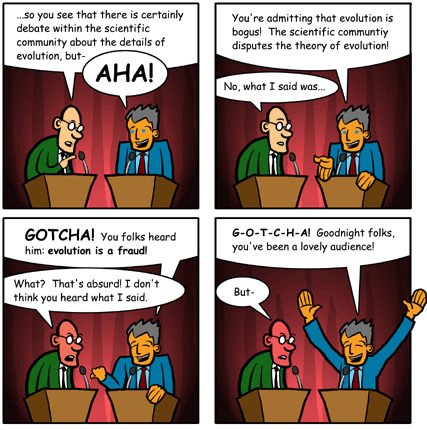 ...so you see that there is certainly
debate within the scientific
community about the details of
evolution, but-
AHA!
You're admitting that evolution is
bogus! The scientific communtiy
disputes the theory of evolution!
No, what I said was...
GOTCHA! You folks heard
him: evolution is a fraud!
What? That's absurd! I don't
think you heard what I said.
G-O-T-C-H-A! Goodnight folks,
you've been a lovely audience!
But-